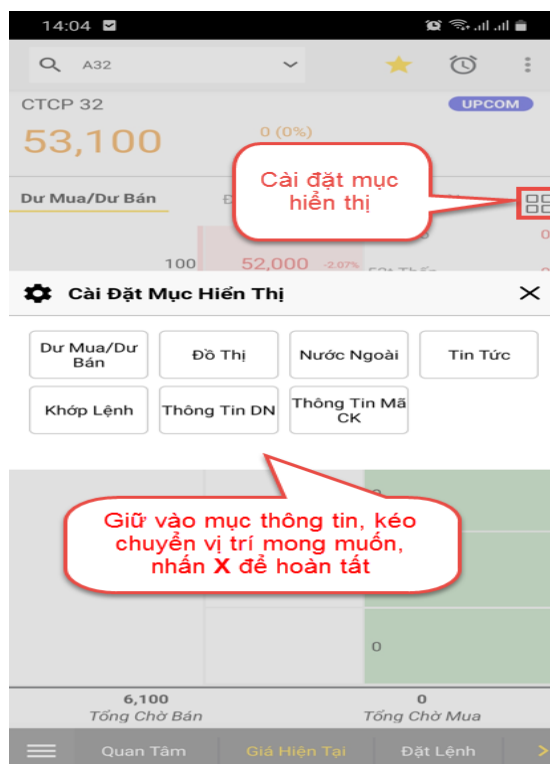 14:04
A32
CTCP 32
UPCOM
53,100
0 (0%)
Cài đặt mục
hiển thị
Dư Mua/Dư Bán
100
52,000
-2.07%
0
Cài Đặt Mục Hiển Thị
Dư Mua/Dư
Bán
Đồ Thị
Nước Ngoài
Tin Tức
Khớp Lệnh
Thông Tin DN
Thông Tin Mã
CK
Giữ vào mục thông tin, kéo
chuyển vị trí mong muốn,
nhấn X để hoàn tất
0
6,100
0
Tổng Chờ Bán
Tổng Chờ Mua
Quan Tâm
Giá Hiện Tại
Đặt Lệnh